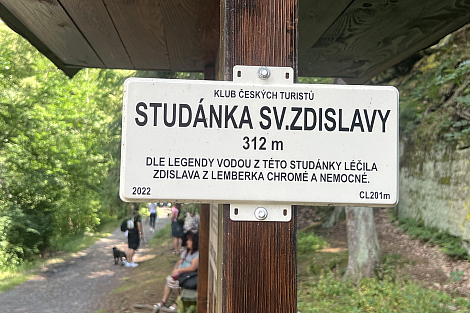 KLUB ČESKÝCH TURISTŮ
STUDÁNKA SV.ZDISLAVY
312 m
DLE LEGENDY VODOU Z TÉTO STUDÁNKY LÉČILA
ZDISLAVA Z LEMBERKA CHROMÉ A NEMOCNÉ.
2022 CL201m